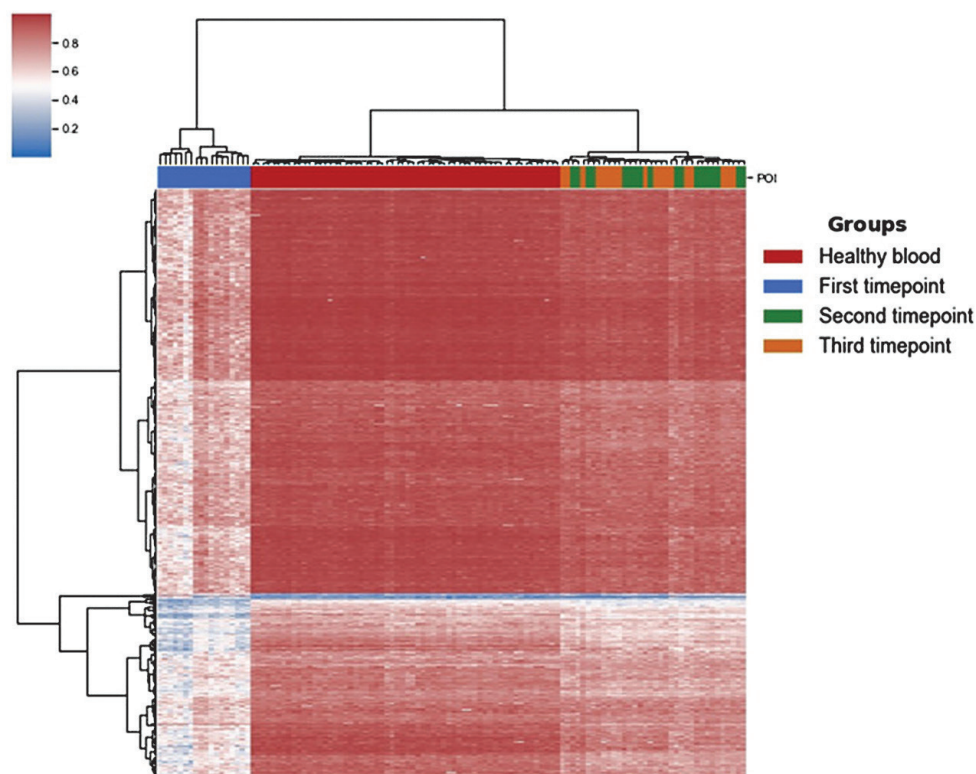 0.8
0.6
0.4
0.2
POI
Groups
Healthy blood
First timepoint
Second timepoint
Third timepoint